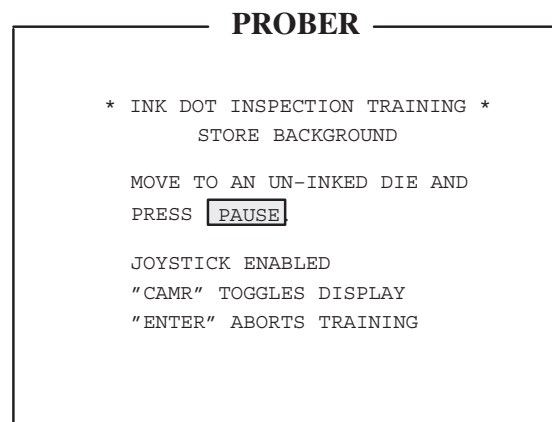 PROBER
* INK DOT INSPECTION TRAINING *
STORE BACKGROUND
MOVE TO AN UN-INKED DIE AND
PRESS PAUSE.
JOYSTICK ENABLED
"CAMR" TOGGLES DISPLAY
"ENTER" ABORTS TRAINING